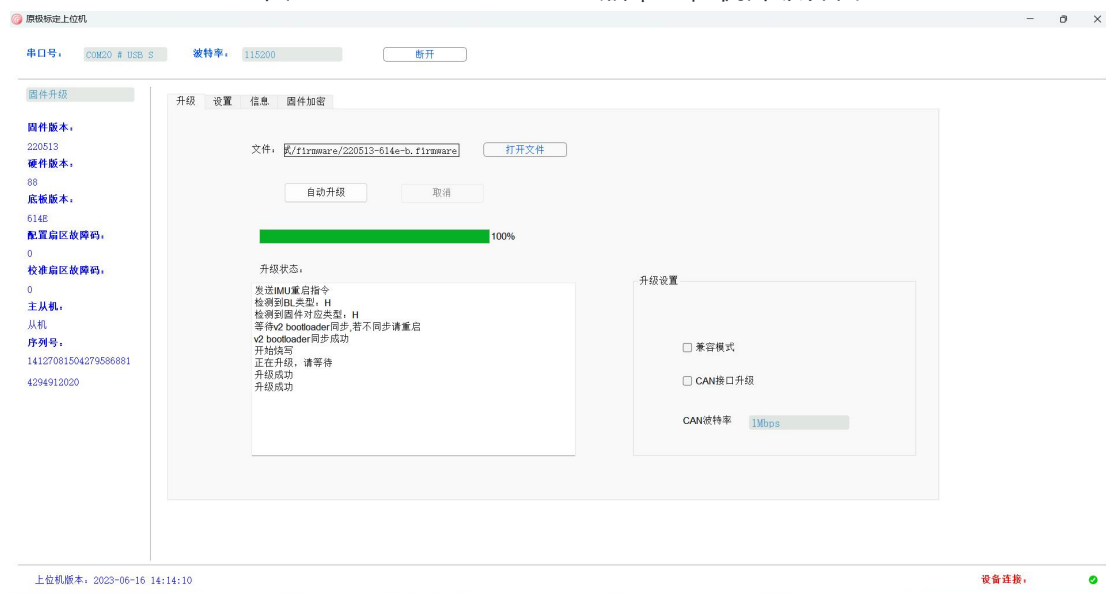 原极标定上位机
串口号： COM20 # USB S 波特率： 115200 断开
固件升级
固件版本：
220513
硬件版本：
88
底板版本：
614E
配置扇区故障码：
0
校准扇区故障码：
0
主从机：
从机
序列号：
14127081504279586881
4294912020
升级 设置 信息 固件加密
文件： 式/firmware/220513-614e-b.firmware 打开文件
自动升级 取消
100%
升级状态：
发送IMU重启指令
检测到BL类型：H
检测到固件对应类型：H
等待v2 bootloader同步,若不同步请重启
v2 bootloader同步成功
开始烧写
正在升级，请等待
升级成功
升级成功
升级设置
兼容模式
CAN接口升级
CAN波特率 1Mbps
上位机版本：2023-06-16 14:14:10
设备连接：